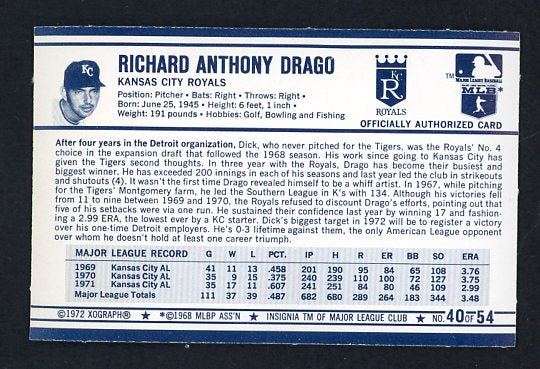 RICHARD ANTHONY DRAGO
KANSAS CITY ROYALS
Position: Pitcher • Bats: Right • Throws: Right •
Born: June 25, 1945 • Height: 6 feet, 1 inch •
Weight: 191 pounds • Hobbies: Golf, Bowling and Fishing
KC
KC
R
ROYALS
TM
MAJOR LEAGUE BASEBALL
MLB*
OFFICIALLY AUTHORIZED CARD
After four years in the Detroit organization, Dick, who never pitched for the Tigers, was the Royals' No. 4
choice in the expansion draft that followed the 1968 season. His work since going to Kansas City has
given the Tigers second thoughts. In three year with the Royals, Drago has become their busiest and
biggest winner. He has exceeded 200 innings in each of his seasons and last year led the club in strikeouts
and shutouts (4). It wasn't the first time Drago revealed himself to be a whiff artist. In 1967, while pitching
for the Tigers' Montgomery farm, he led the Southern League in K's with 134. Although his victories fell
from 11 to nine between 1969 and 1970, the Royals refused to discount Drago's efforts, pointing out that
five of his setbacks were via one run. He sustained their confidence last year by winning 17 and fashion-
ing a 2.99 ERA, the lowest ever by a KC starter. Dick's biggest target in 1972 will be to register a victory
over his one-time Detroit employers. He's 0-3 lifetime against them, the only American League opponent
over whom he doesn't hold at least one career triumph.
MAJOR LEAGUE RECORD G W L PCT. IP H R ER BB SO ERA
1969 Kansas City AL 41 11 13 .458 201 190 95 84 65 108 3.76
1970 Kansas City AL 35 9 15 .375 240 239 110 100 72 127 3.75
1971 Kansas City AL 35 17 11 .607 241 251 84 80 46 109 2.99
Major League Totals 111 37 39 .487 682 680 289 264 183 344 3.48
©1972 XOGRAPH® ★ *©1968 MLBP ASS'N ★ INSIGNIA TM OF MAJOR LEAGUE CLUB ★ NO. 40 OF 54